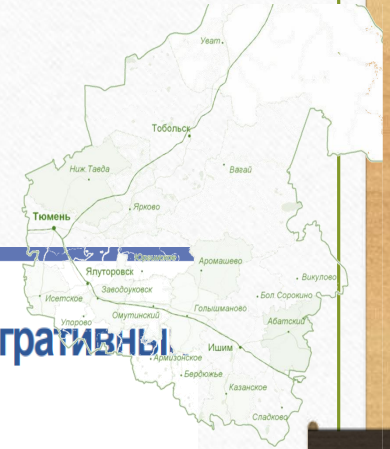 Уват
Тобольск
Ниж.Тавда
Вагай
Ярково
Тюмень
Юргинское
Аромашево
Ялуторовск
Викулово
Заводоуковск
Исетское
Бол Сорокино
Голышманово
Омутинский
Упорово
Абатский
гративны
Ишим
Армизонское
Бердюжье
Казанское
Сладково